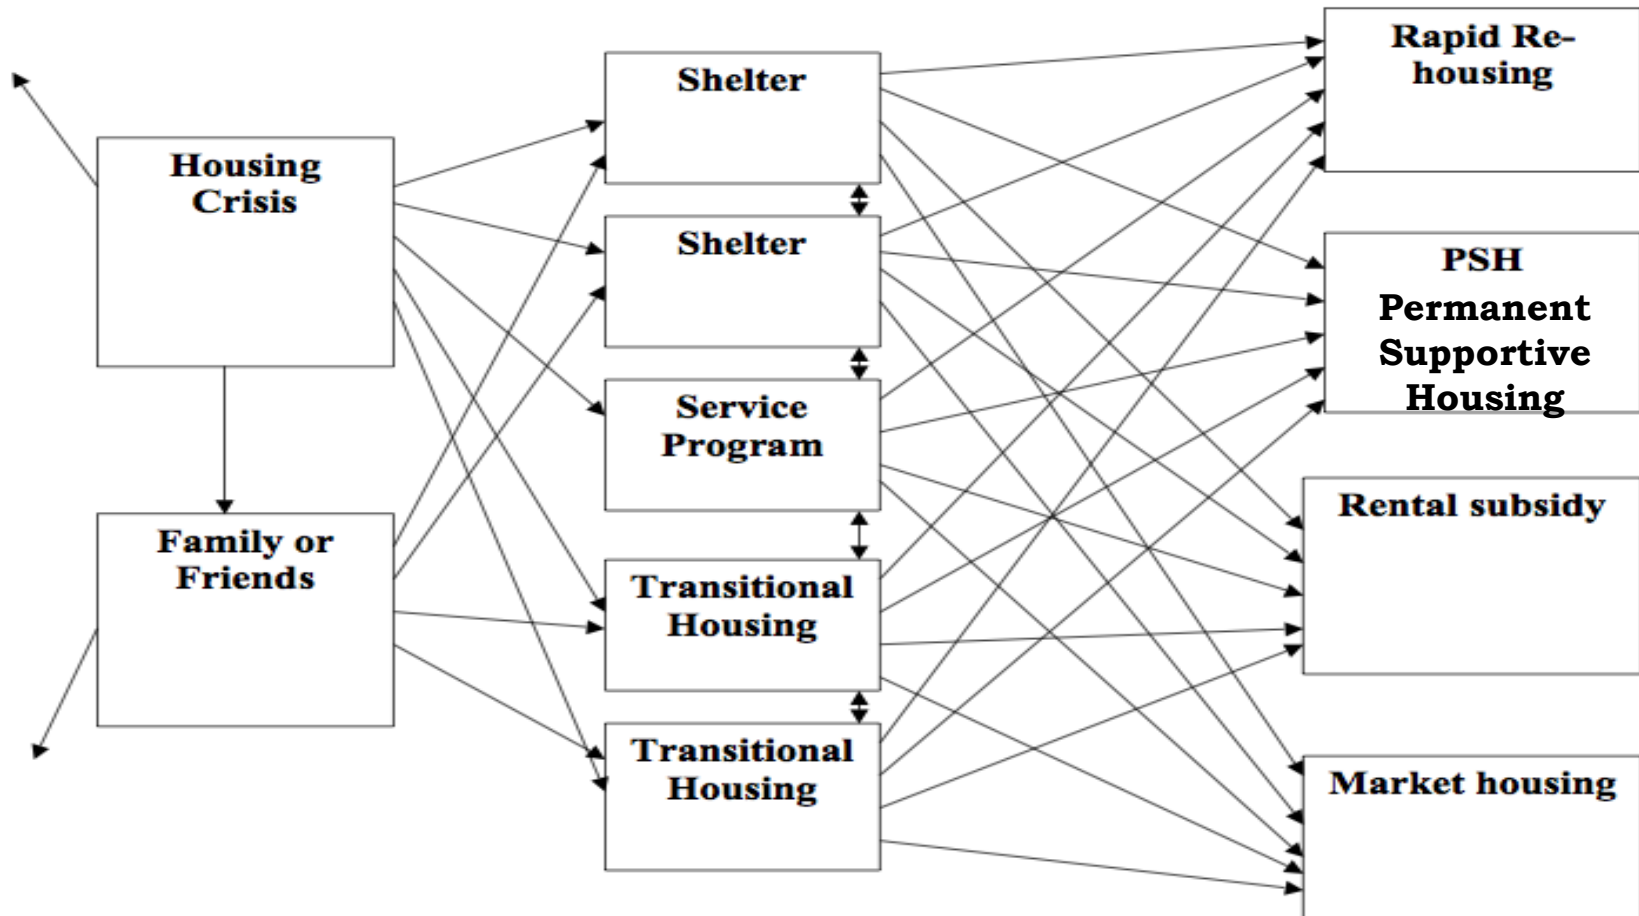 Housing
Crisis
Family or
Friends
Shelter
Shelter
Service
Program
Transitional
Housing
Transitional
Housing
Rapid Re-
housing
PSH
Permanent
Supportive
Housing
Rental subsidy
Market housing